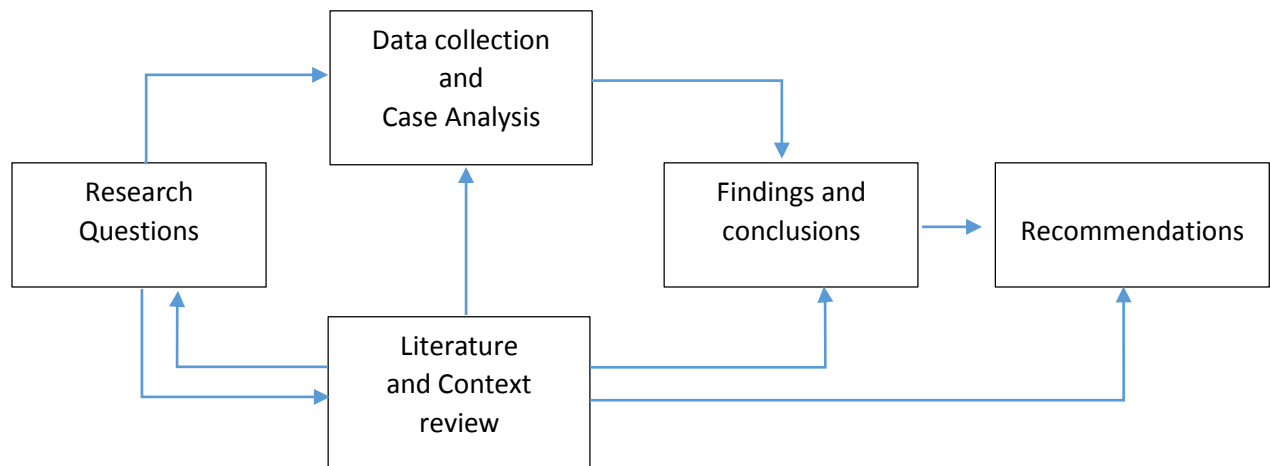 Data collection
and
Case Analysis
Research
Questions
Findings and
conclusions
Recommendations
Literature
and Context
review